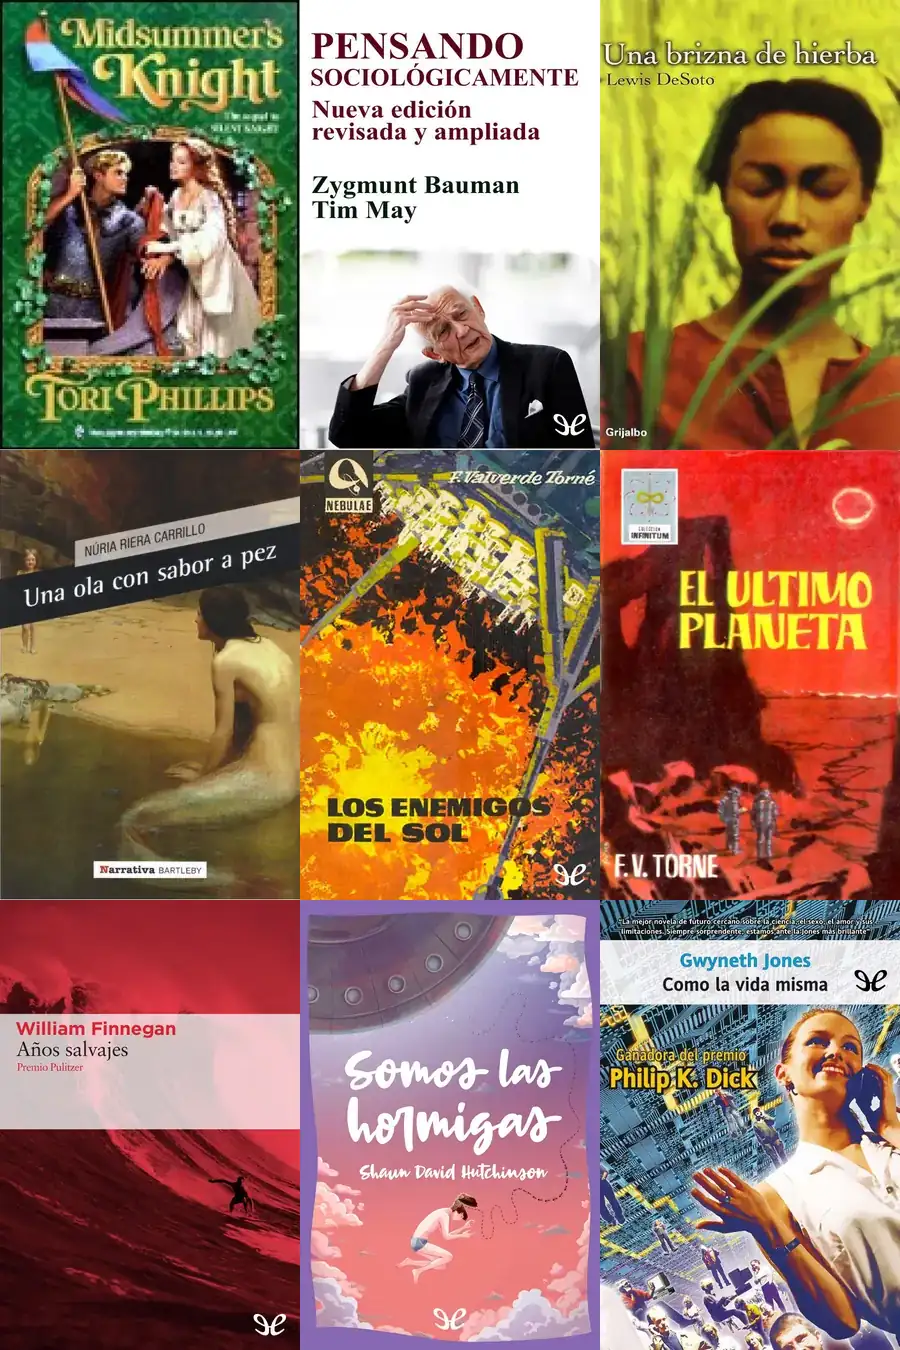 Midsummer's
Knight
The sequel to
SILENT KNIGHT
TORI PHILLIPS
PENSANDO
SOCIOLÓGICAMENTE
Nueva edición
revisada y ampliada
Zygmunt Bauman
Tim May
Una brizna de hierba
Lewis DeSoto
Grijalbo
NÚRIA RIERA CARRILLO
Una ola con sabor a pez
Narrativa BARTLEBY
NEBULAE
F. Valverde Torné
LOS ENEMIGOS
DEL SOL
COLECCION
INFINITUM
EL ULTIMO
PLANETA
F.V. TORNE
William Finnegan
Años salvajes
Premio Pulitzer
Somos las
hormigas
Shaun David Hutchinson
"La mejor novela de futuro cercano sobre la ciencia, el sexo, el amor y sus
limitaciones. Siempre sorprendente, estamos ante la Jones más brillante"
Gwyneth Jones
Como la vida misma
Ganadora del premio
Philip K. Dick